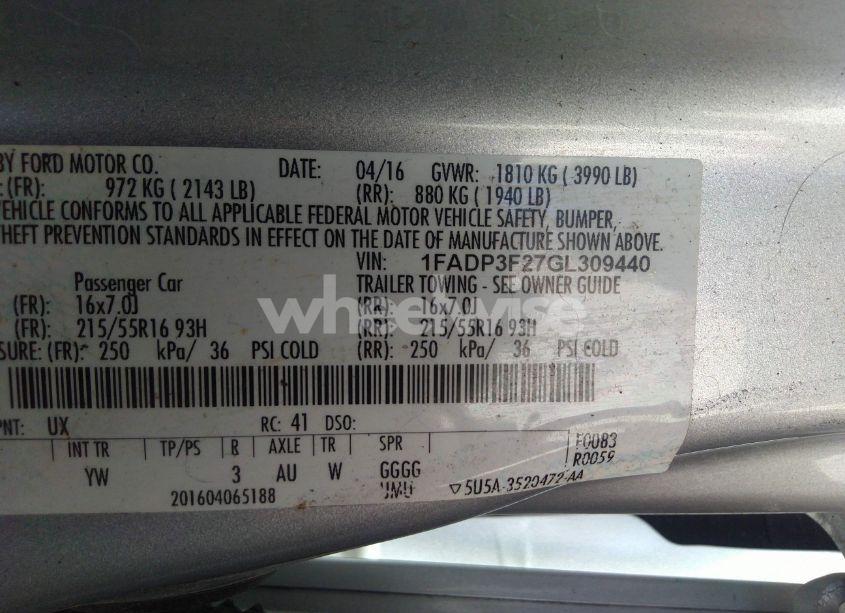 BY FORD MOTOR CO. DATE: 04/16 GVWR: 1810 KG ( 3990 LB)
(FR): 972 KG ( 2143 LB) (RR): 880 KG ( 1940 LB)
VEHICLE CONFORMS TO ALL APPLICABLE FEDERAL MOTOR VEHICLE SAFETY, BUMPER,
THEFT PREVENTION STANDARDS IN EFFECT ON THE DATE OF MANUFACTURE SHOWN ABOVE.
VIN: 1FADP3F27GL309440
Passenger Car TRAILER TOWING - SEE OWNER GUIDE
(FR): 16x7.0J (RR): 16x7.0J
wheelwise
(FR): 215/55R16 93H (RR): 215/55R16 93H
SURE: (FR): 250 kPa/ 36 PSI COLD (RR): 250 kPa/ 36 PSI COLD
PNT: UX RC: 41 DSO:
INT TR TP/PS R AXLE TR SPR F0083
YW 3 AU W GGGG R0059
201604065188 UMU ▽5U5A-3520472-AA